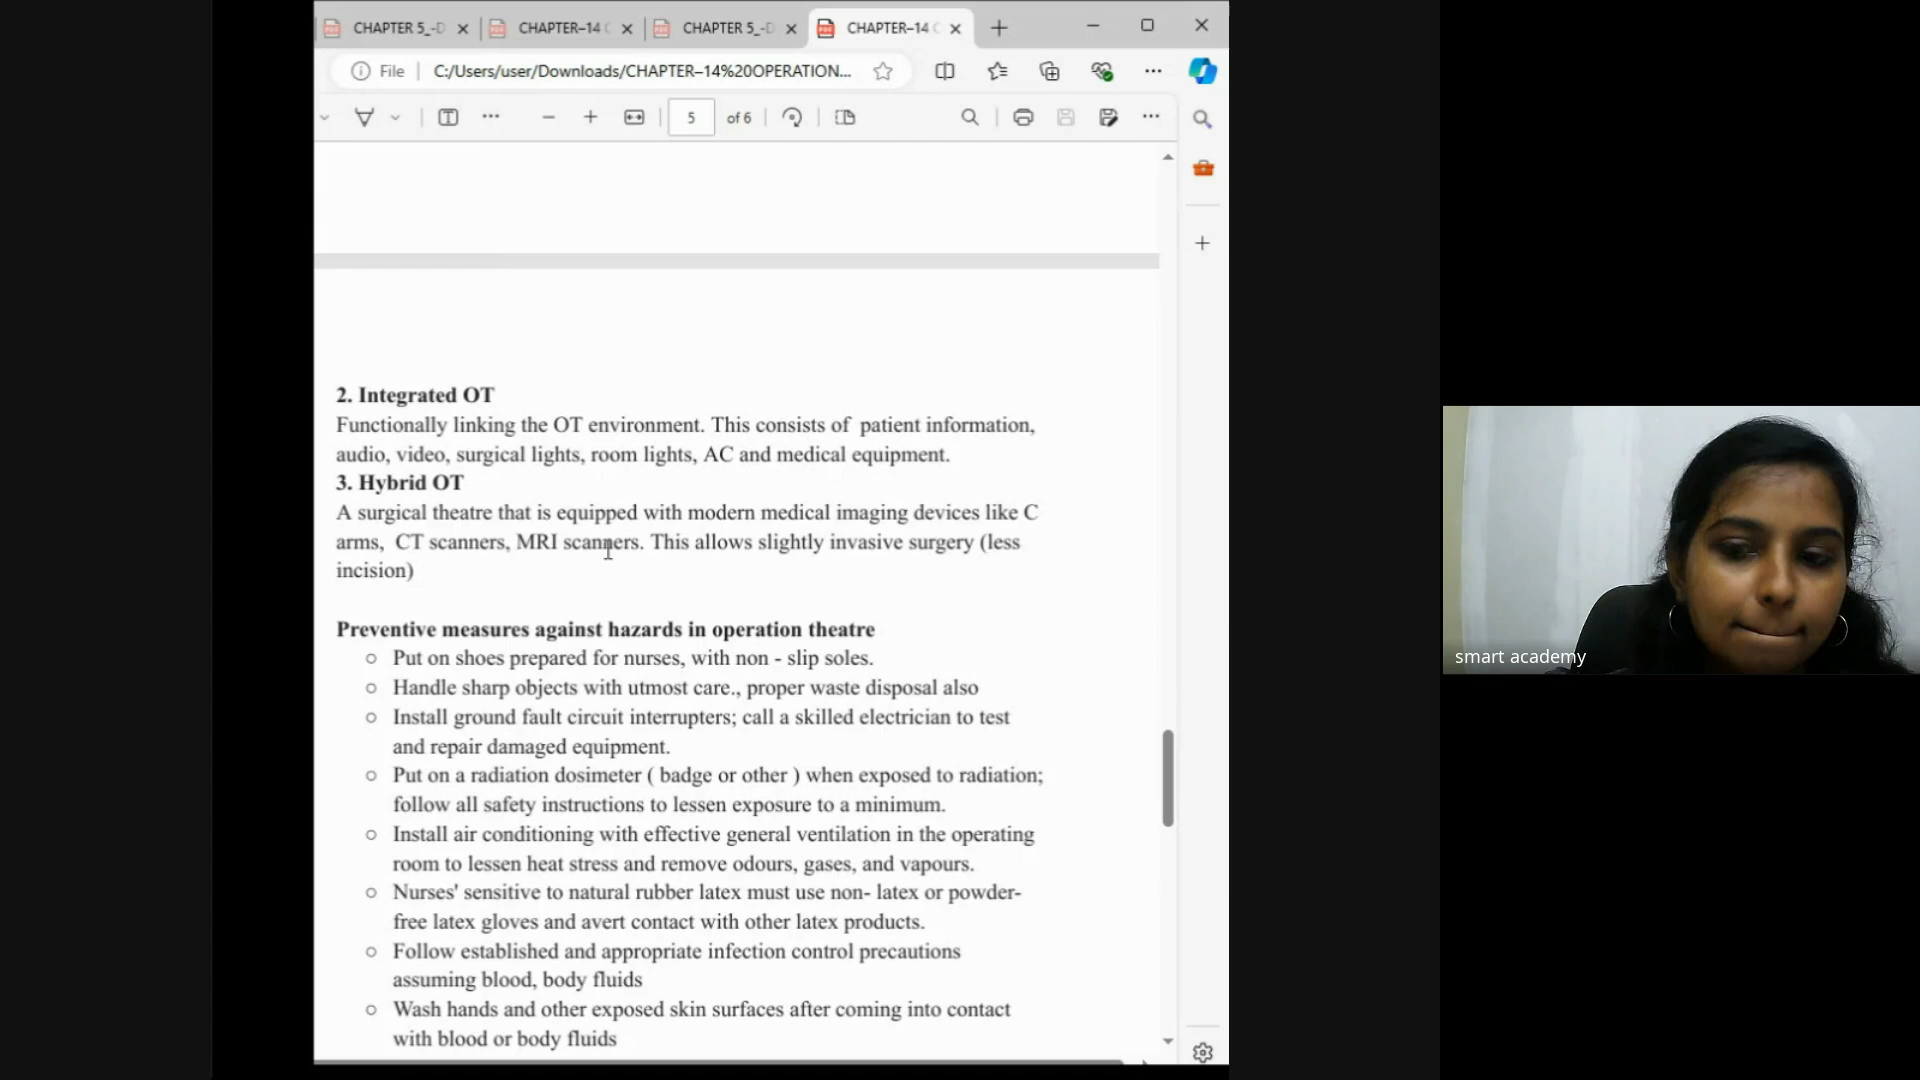 CHAPTER 5_-D
CHAPTER–14 C
CHAPTER 5_-D
CHAPTER–14 C
File
C:/Users/user/Downloads/CHAPTER–14%20OPERATION...
5 of 6
2. Integrated OT
Functionally linking the OT environment. This consists of patient information,
audio, video, surgical lights, room lights, AC and medical equipment.
3. Hybrid OT
A surgical theatre that is equipped with modern medical imaging devices like C
arms, CT scanners, MRI scanners. This allows slightly invasive surgery (less
incision)
Preventive measures against hazards in operation theatre
○ Put on shoes prepared for nurses, with non - slip soles.
○ Handle sharp objects with utmost care., proper waste disposal also
○ Install ground fault circuit interrupters; call a skilled electrician to test
and repair damaged equipment.
○ Put on a radiation dosimeter ( badge or other ) when exposed to radiation;
follow all safety instructions to lessen exposure to a minimum.
○ Install air conditioning with effective general ventilation in the operating
room to lessen heat stress and remove odours, gases, and vapours.
○ Nurses' sensitive to natural rubber latex must use non- latex or powder-
free latex gloves and avert contact with other latex products.
○ Follow established and appropriate infection control precautions
assuming blood, body fluids
○ Wash hands and other exposed skin surfaces after coming into contact
with blood or body fluids
smart academy